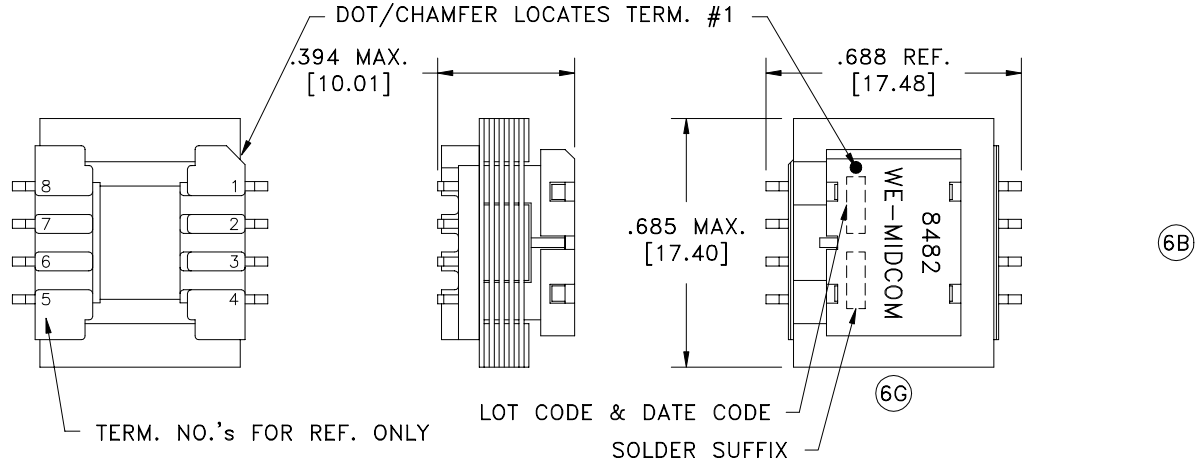 DOT/CHAMFER LOCATES TERM. #1
.394 MAX.
[10.01]
.688 REF.
[17.48]
8
7
6
5
1
2
3
4
.685 MAX.
[17.40]
WE-MIDCOM
8482
6B
6G
LOT CODE & DATE CODE
SOLDER SUFFIX
TERM. NO.'s FOR REF. ONLY